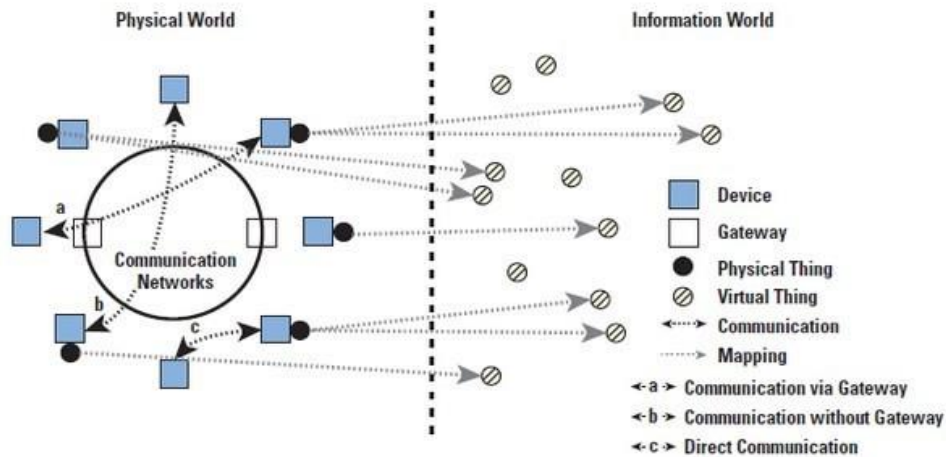 Physical World
Information World
a
Communication
Networks
b
c
Device
Gateway
Physical Thing
Virtual Thing
Communication
Mapping
a Communication via Gateway
b Communication without Gateway
c Direct Communication